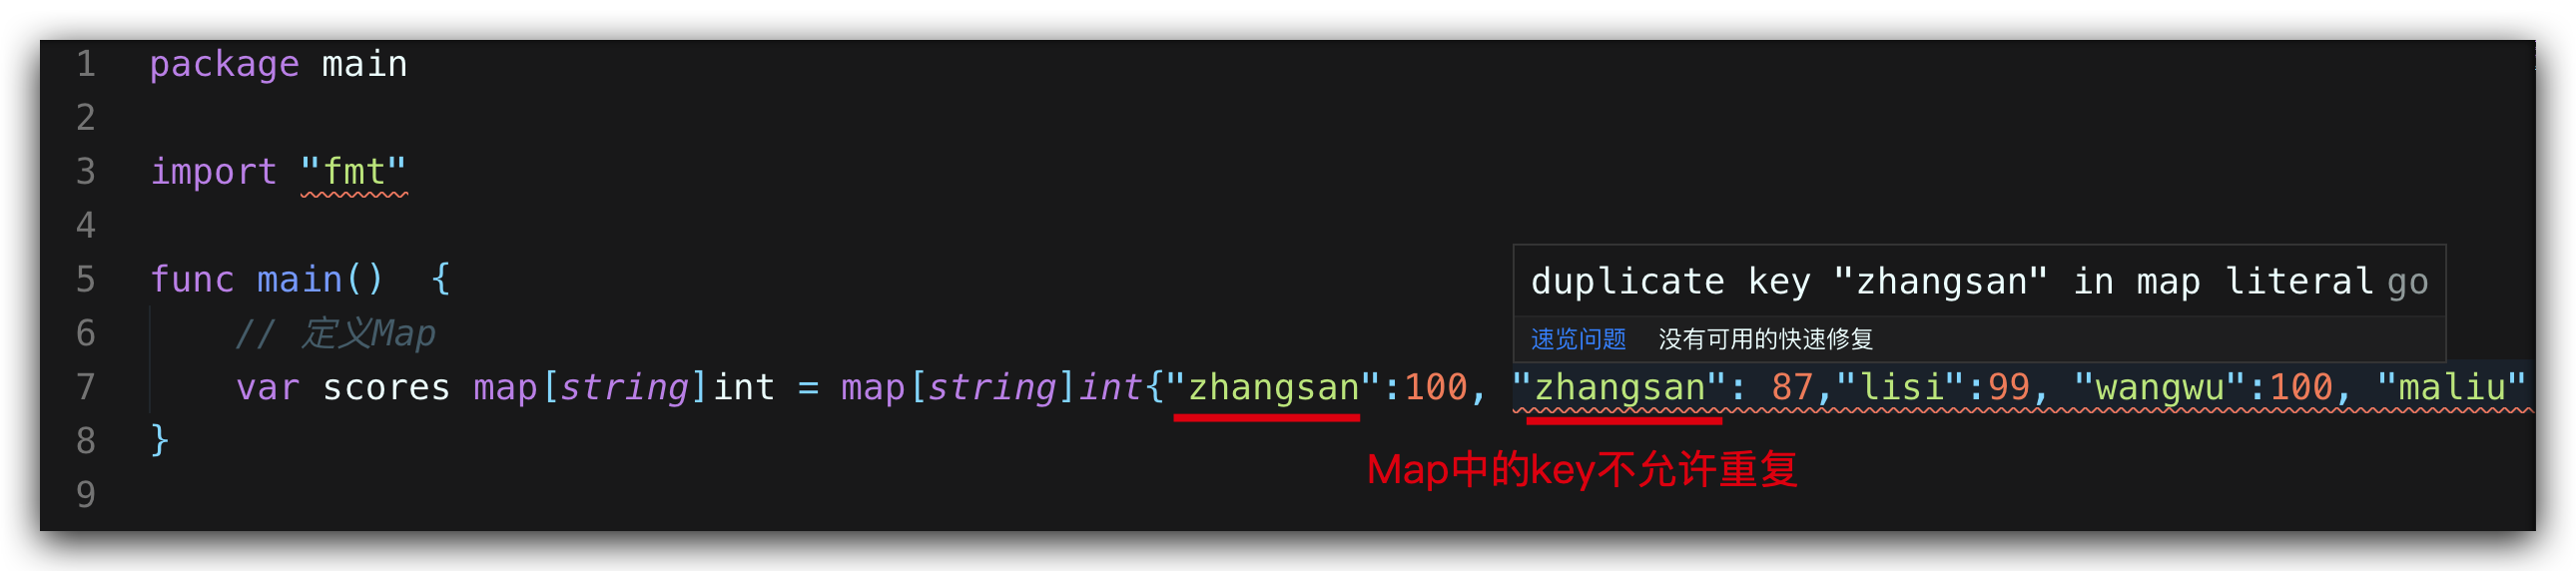 1 package main
2
3 import "fmt"
4
5 func main()  {
duplicate key "zhangsan" in map literal go
速览问题 没有可用的快速修复
6 // 定义Map
7 var scores map[string]int = map[string]int{"zhangsan":100, "zhangsan": 87,"lisi":99, "wangwu":100, "maliu"
8 }
Map中的key不允许重复
9